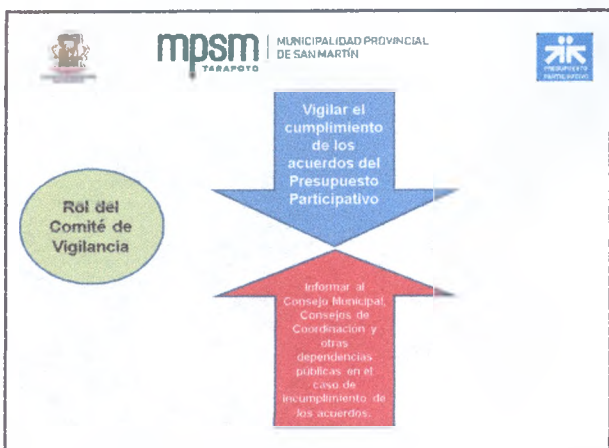 mpsm
TARAPOTO
MUNICIPALIDAD PROVINCIAL
DE SAN MARTÍN
PRESUPUESTO
PARTICIPATIVO
Vigilar el
cumplimiento
de los
acuerdos del
Presupuesto
Participativo
Rol del
Comité de
Vigilancia
Informar al
Consejo Municipal,
Consejos de
Coordinación y
otras
dependencias
públicas en el
caso de
incumplimiento de
los acuerdos.